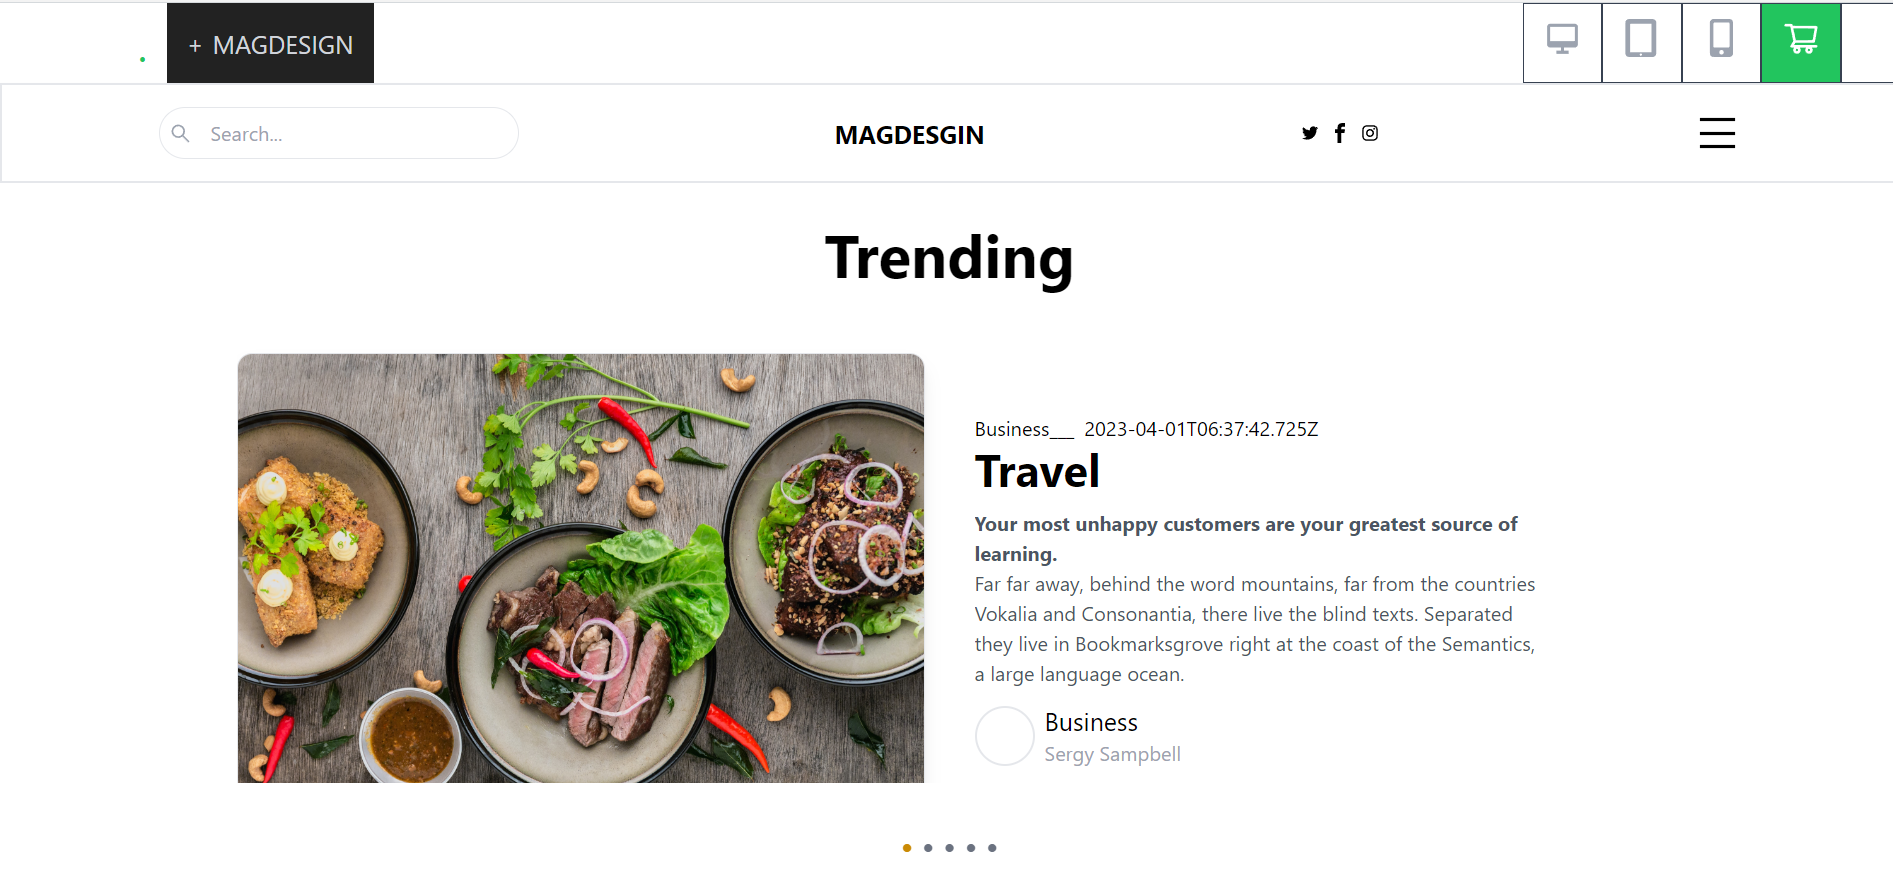 + MAGDESIGN
Search...
MAGDESGIN
Trending
Business___ 2023-04-01T06:37:42.725Z
Travel
Your most unhappy customers are your greatest source of
learning.
Far far away, behind the word mountains, far from the countries
Vokalia and Consonantia, there live the blind texts. Separated
they live in Bookmarksgrove right at the coast of the Semantics,
a large language ocean.
Business
Sergy Sampbell